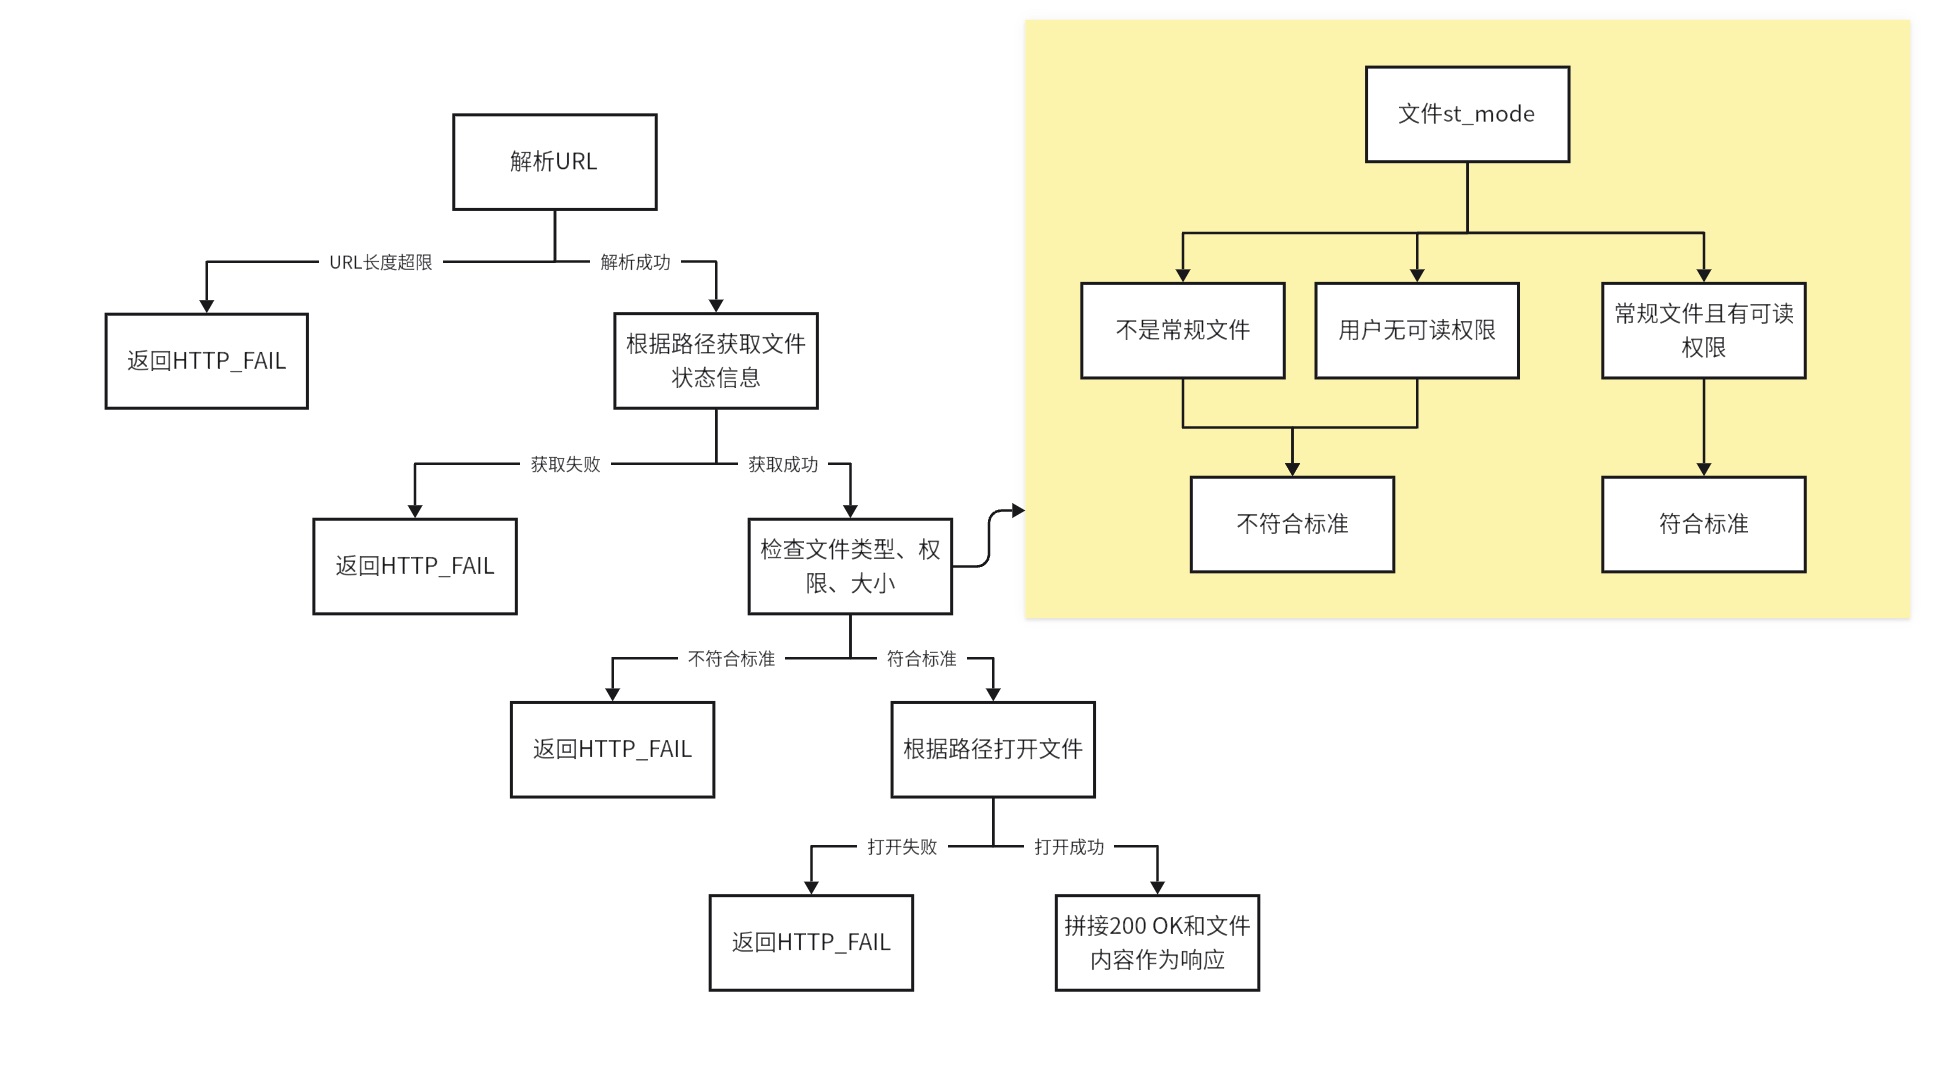 解析URL
URL长度超限
解析成功
返回HTTP_FAIL
根据路径获取文件
状态信息
获取失败
获取成功
返回HTTP_FAIL
检查文件类型、权
限、大小
不符合标准
符合标准
返回HTTP_FAIL
根据路径打开文件
打开失败
打开成功
返回HTTP_FAIL
拼接200 OK和文件
内容作为响应
文件st_mode
不是常规文件
用户无可读权限
常规文件且有可读
权限
不符合标准
符合标准